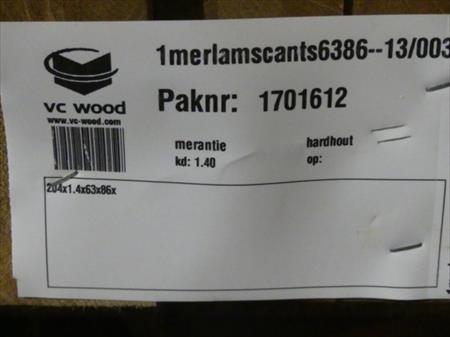 1merlamscants6386--13/003
vc wood
www.vc-wood.com
Paknr: 1701612
merantie hardhout
kd: 1.40 op:
204x1.4x63x86x